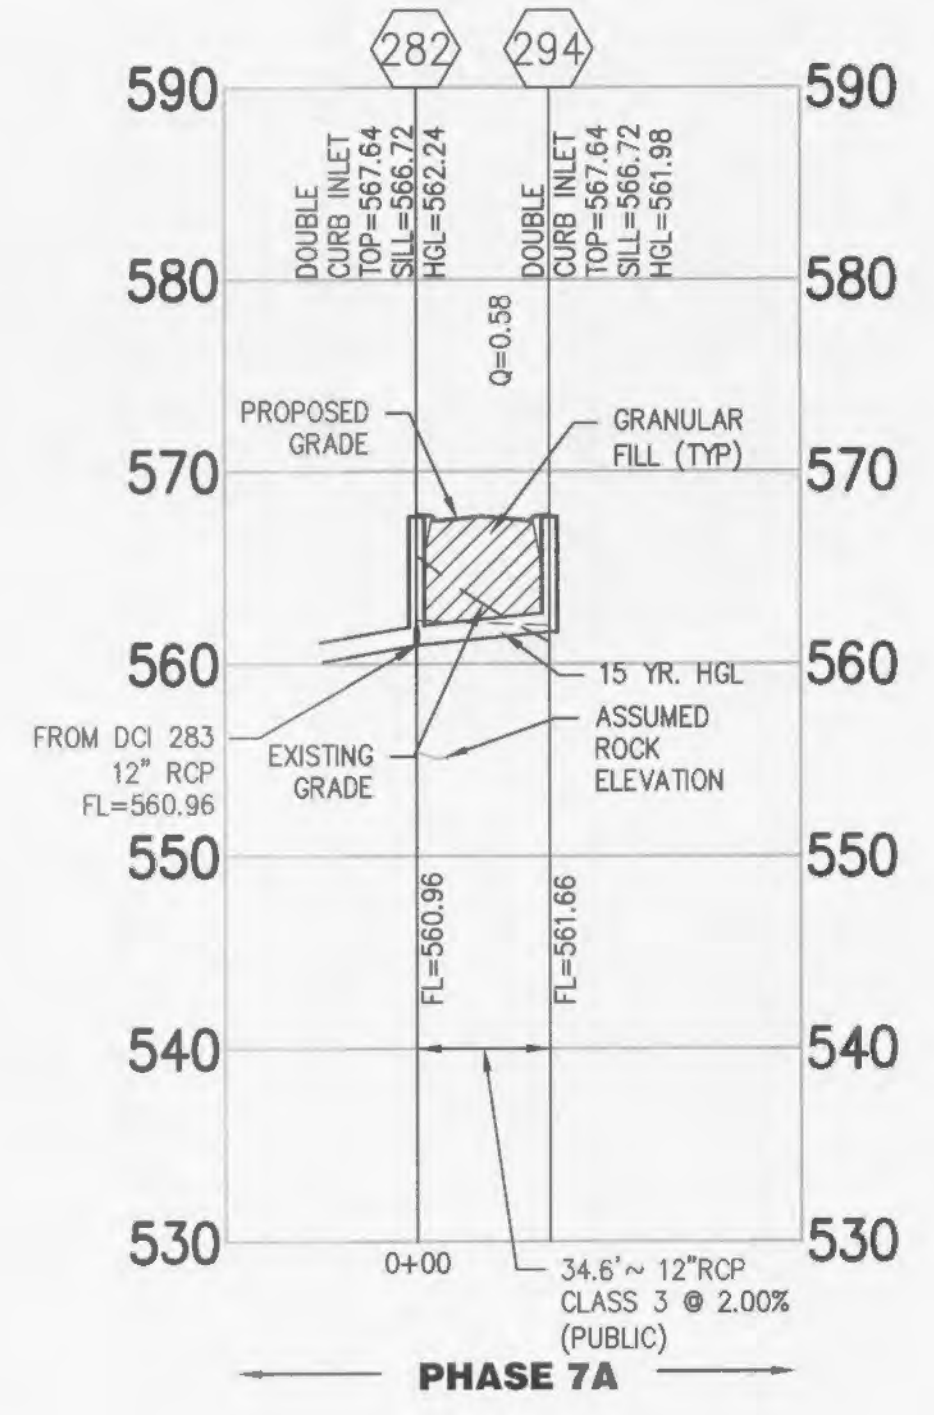 282
294
590
590
DOUBLE
CURB INLET
TOP=567.64
SILL=566.72
HGL=562.24
DOUBLE
CURB INLET
TOP=567.64
SILL=566.72
HGL=561.98
580
580
Q=0.58
PROPOSED
GRADE
GRANULAR
FILL (TYP)
570
570
560
560
15 YR. HGL
FROM DCI 283
12" RCP
FL=560.96
EXISTING
GRADE
ASSUMED
ROCK
ELEVATION
550
550
FL=560.96
FL=561.66
540
540
530
530
0+00
34.6'~ 12"RCP
CLASS 3 @ 2.00%
(PUBLIC)
PHASE 7A